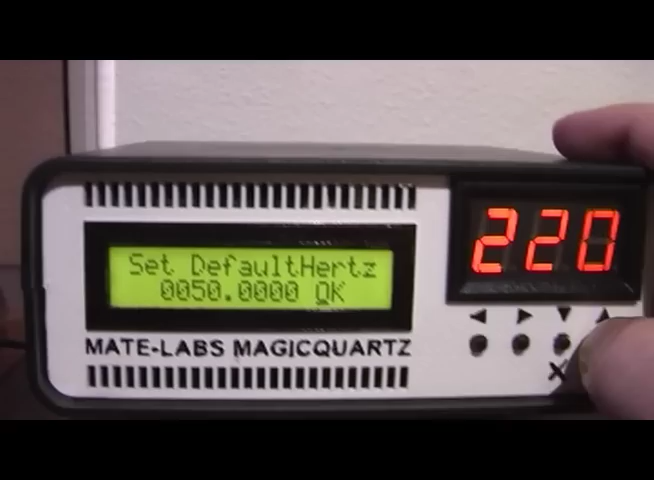 Set DefaultHertz
0050.0000 OK
220
MATE-LABS MAGICQUARTZ
X